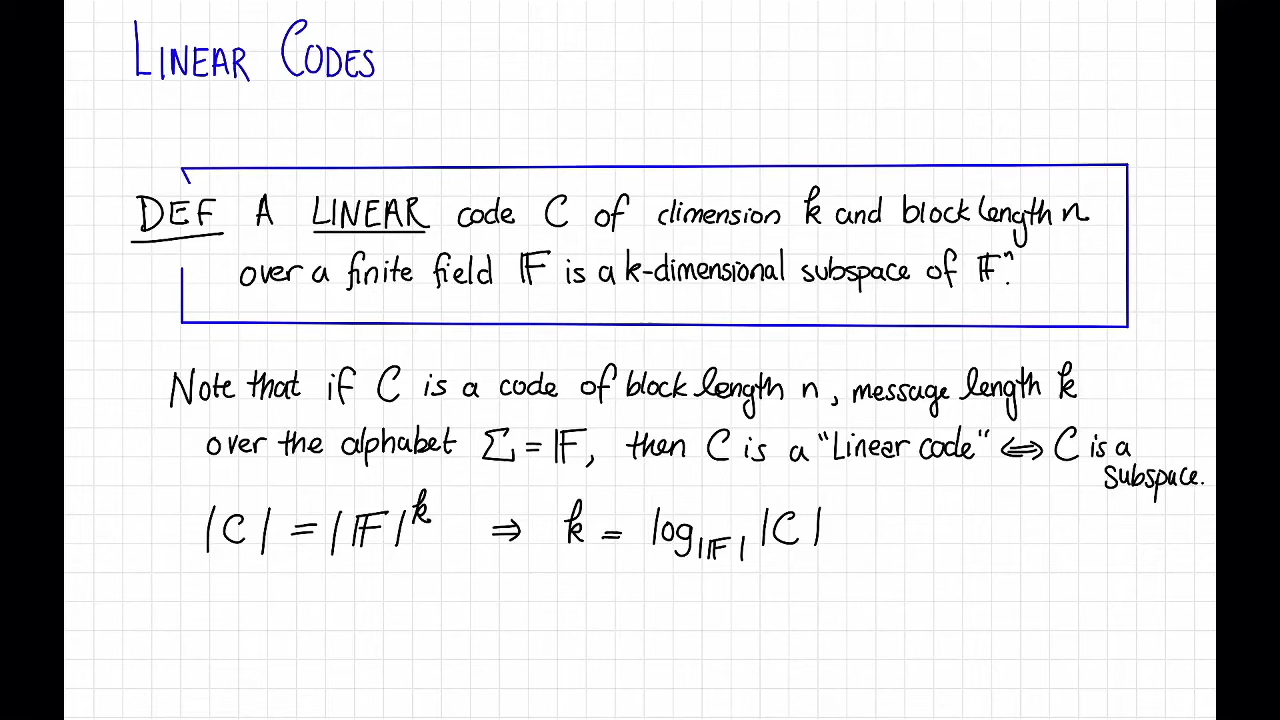 LINEAR CODES
DEF A LINEAR code C of dimension k and block length n
over a finite field 𝔽 is a k-dimensional subspace of 𝔽ⁿ.
Note that if C is a code of block length n, message length k
over the alphabet Σ = 𝔽, then C is a "Linear code" ⇔ C is a
subspace.
|C| = |𝔽|^k ⇒ k = log_|𝔽| |C|